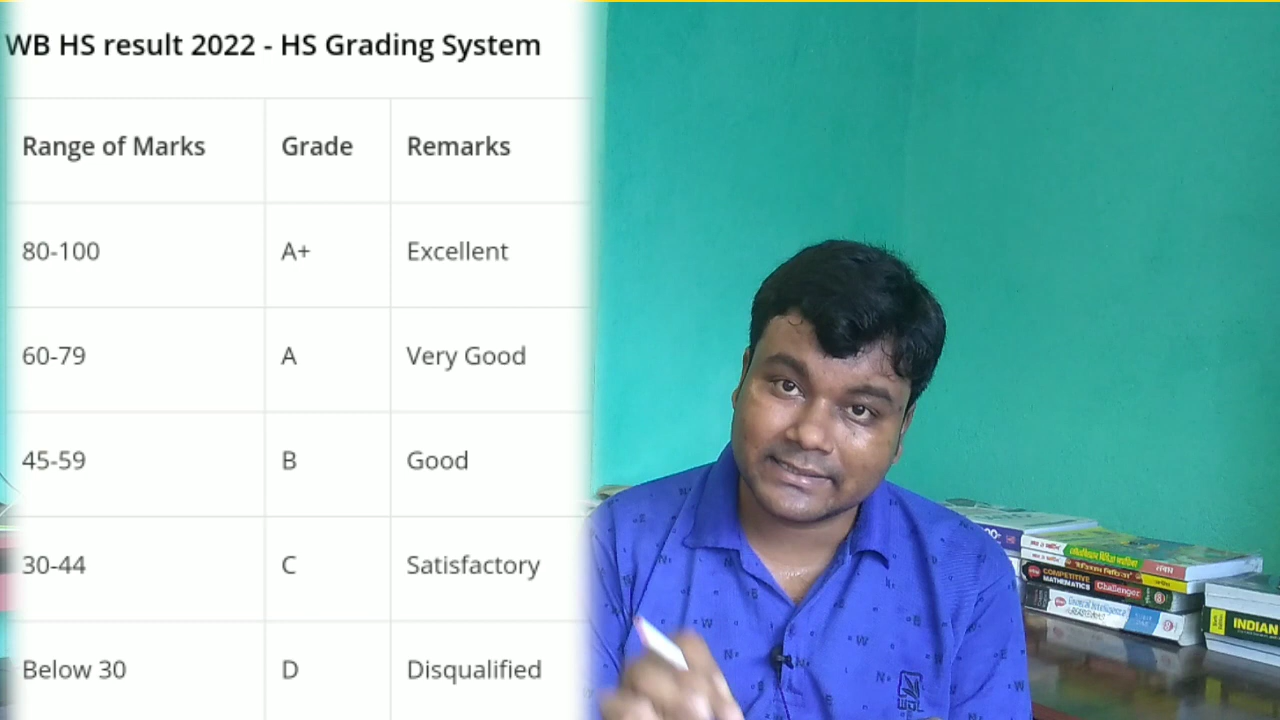 WB HS result 2022 - HS Grading System
Range of Marks Grade Remarks
80-100 A+ Excellent
60-79 A Very Good
45-59 B Good
30-44 C Satisfactory
Below 30 D Disqualified
COMPETITIVE
MATHEMATICS
Challenger
INDIAN